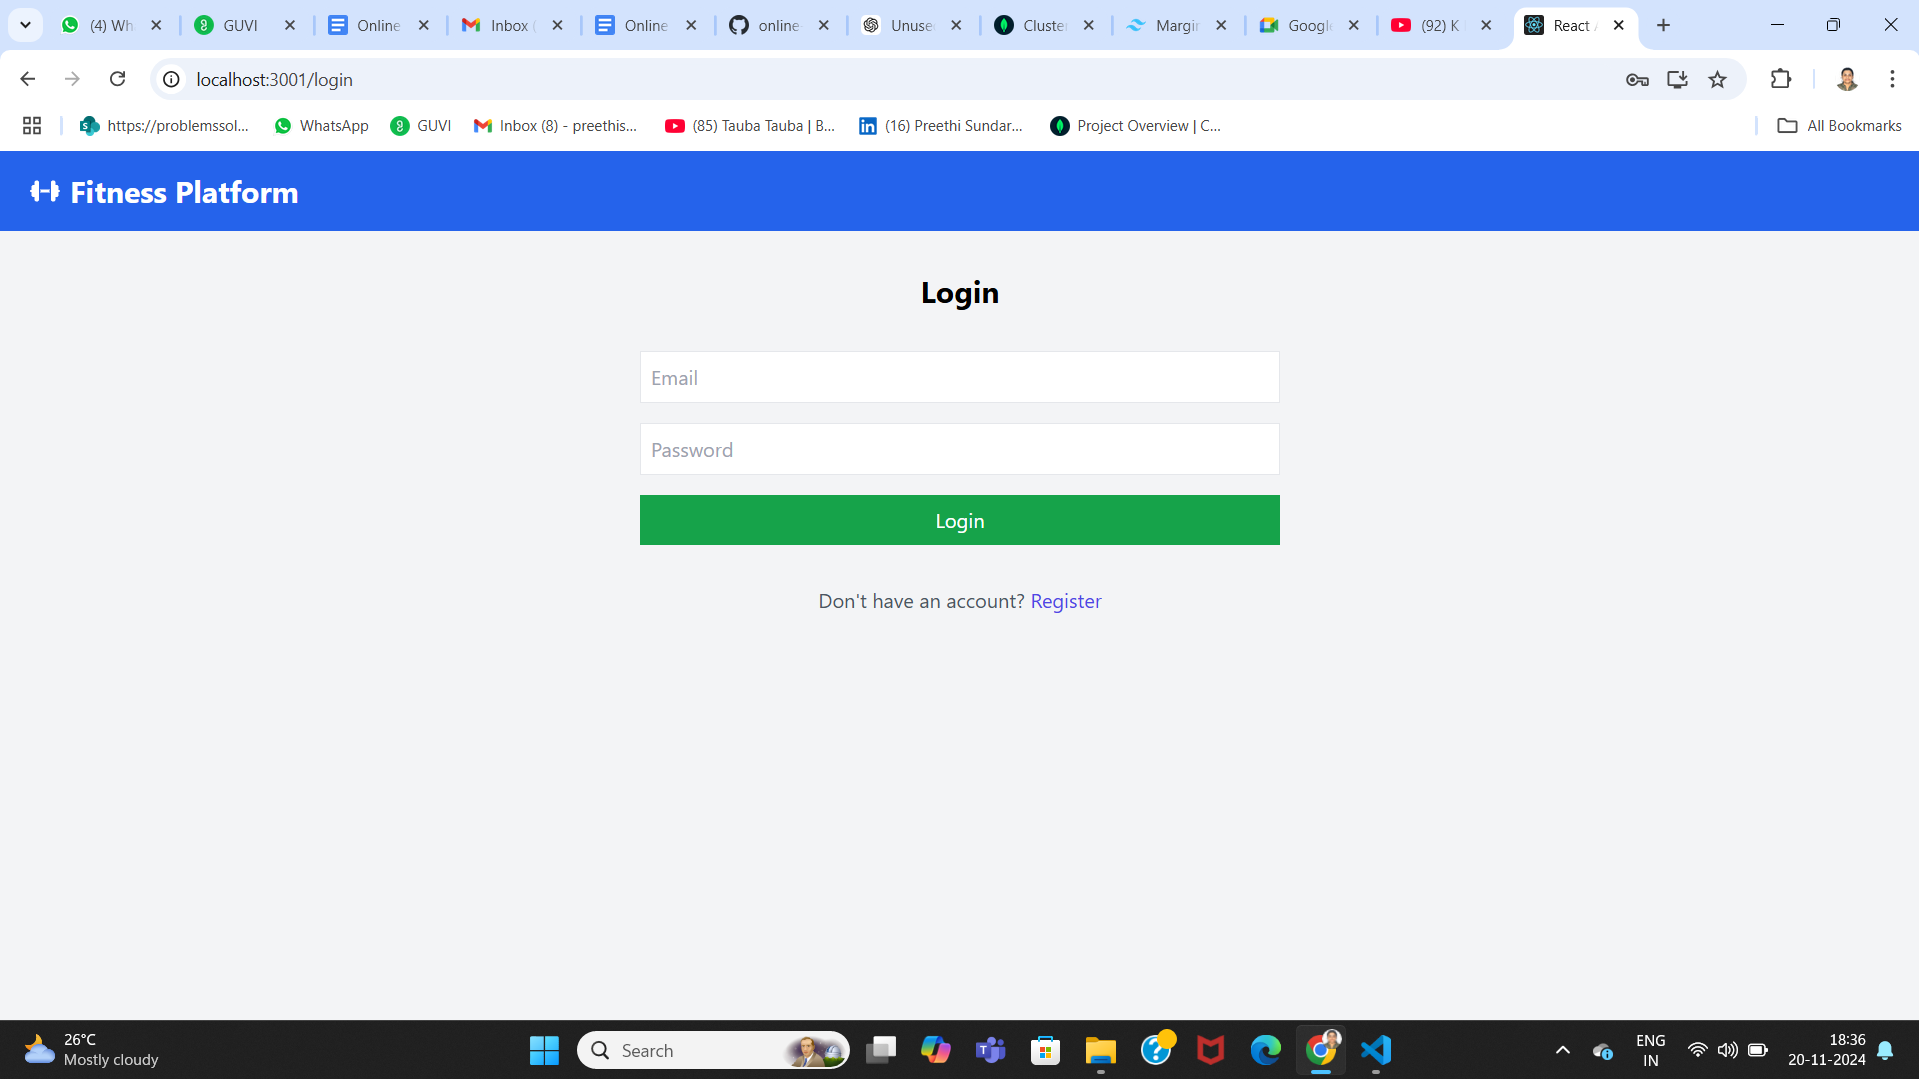 (4) Wh
GUVI
Online
Inbox (
Online
online-
Unuse
Cluster
Margin
Google
(92) K
React A
localhost:3001/login
https://problemssol...
WhatsApp
GUVI
Inbox (8) - preethis...
(85) Tauba Tauba | B...
(16) Preethi Sundar...
Project Overview | C...
All Bookmarks
Fitness Platform
Login
Email
Password
Login
Don't have an account? Register
26°C
Mostly cloudy
Search
ENG
IN
18:36
20-11-2024